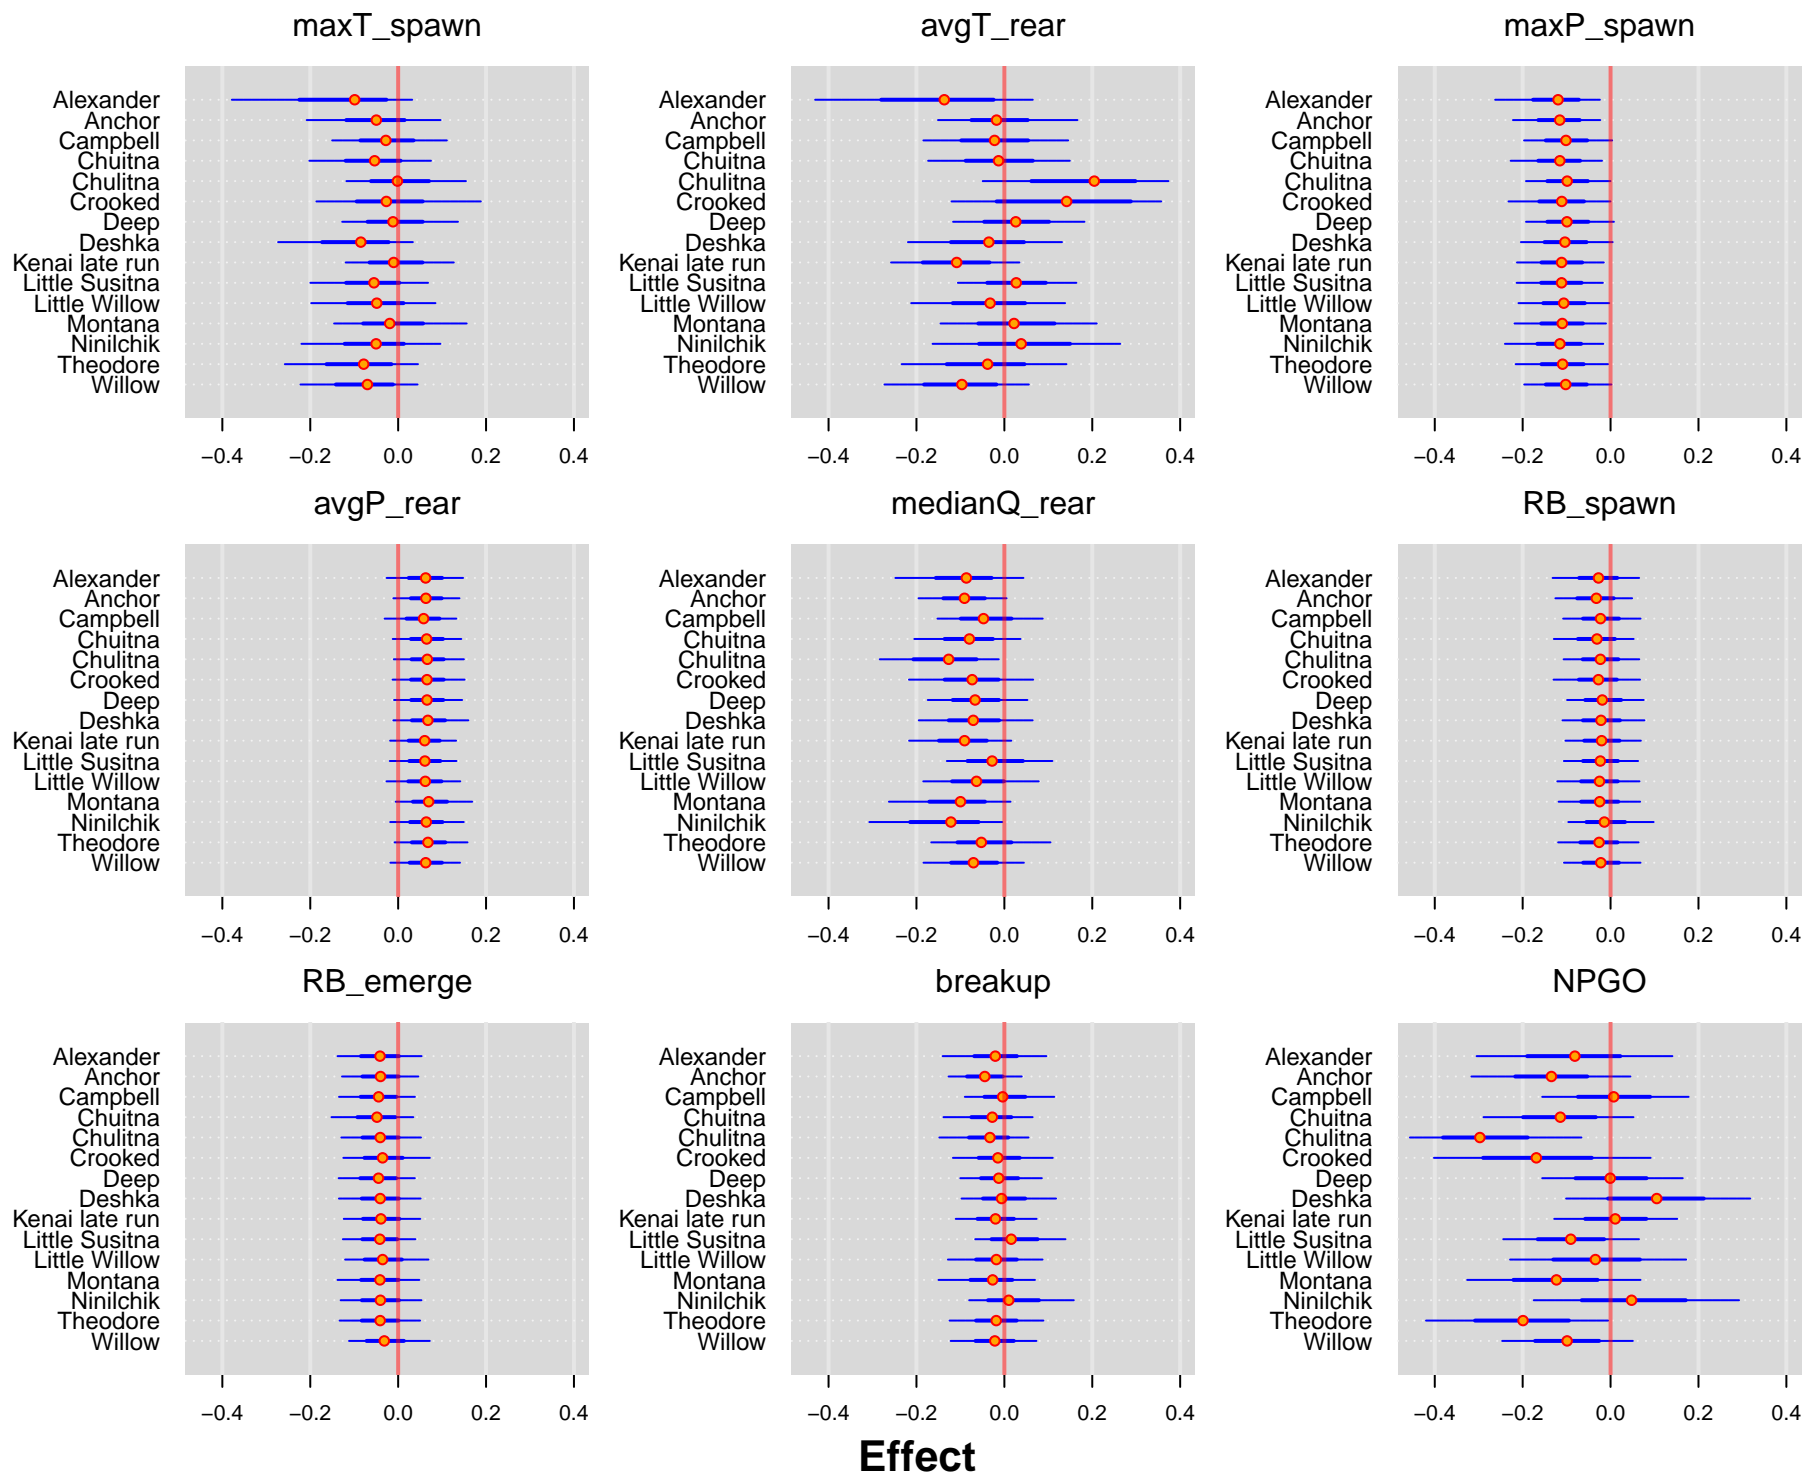 maxT_spawn
Alexander
Anchor
Campbell
Chuitna
Chulitna
Crooked
Deep
Deshka
Kenai late run
Little Susitna
Little Willow
Montana
Ninilchik
Theodore
Willow
−0.4 −0.2 0.0 0.2 0.4
avgT_rear
Alexander
Anchor
Campbell
Chuitna
Chulitna
Crooked
Deep
Deshka
Kenai late run
Little Susitna
Little Willow
Montana
Ninilchik
Theodore
Willow
−0.4 −0.2 0.0 0.2 0.4
maxP_spawn
Alexander
Anchor
Campbell
Chuitna
Chulitna
Crooked
Deep
Deshka
Kenai late run
Little Susitna
Little Willow
Montana
Ninilchik
Theodore
Willow
−0.4 −0.2 0.0 0.2 0.4
avgP_rear
Alexander
Anchor
Campbell
Chuitna
Chulitna
Crooked
Deep
Deshka
Kenai late run
Little Susitna
Little Willow
Montana
Ninilchik
Theodore
Willow
−0.4 −0.2 0.0 0.2 0.4
medianQ_rear
Alexander
Anchor
Campbell
Chuitna
Chulitna
Crooked
Deep
Deshka
Kenai late run
Little Susitna
Little Willow
Montana
Ninilchik
Theodore
Willow
−0.4 −0.2 0.0 0.2 0.4
RB_spawn
Alexander
Anchor
Campbell
Chuitna
Chulitna
Crooked
Deep
Deshka
Kenai late run
Little Susitna
Little Willow
Montana
Ninilchik
Theodore
Willow
−0.4 −0.2 0.0 0.2 0.4
RB_emerge
Alexander
Anchor
Campbell
Chuitna
Chulitna
Crooked
Deep
Deshka
Kenai late run
Little Susitna
Little Willow
Montana
Ninilchik
Theodore
Willow
−0.4 −0.2 0.0 0.2 0.4
breakup
Alexander
Anchor
Campbell
Chuitna
Chulitna
Crooked
Deep
Deshka
Kenai late run
Little Susitna
Little Willow
Montana
Ninilchik
Theodore
Willow
−0.4 −0.2 0.0 0.2 0.4
NPGO
Alexander
Anchor
Campbell
Chuitna
Chulitna
Crooked
Deep
Deshka
Kenai late run
Little Susitna
Little Willow
Montana
Ninilchik
Theodore
Willow
−0.4 −0.2 0.0 0.2 0.4
Effect